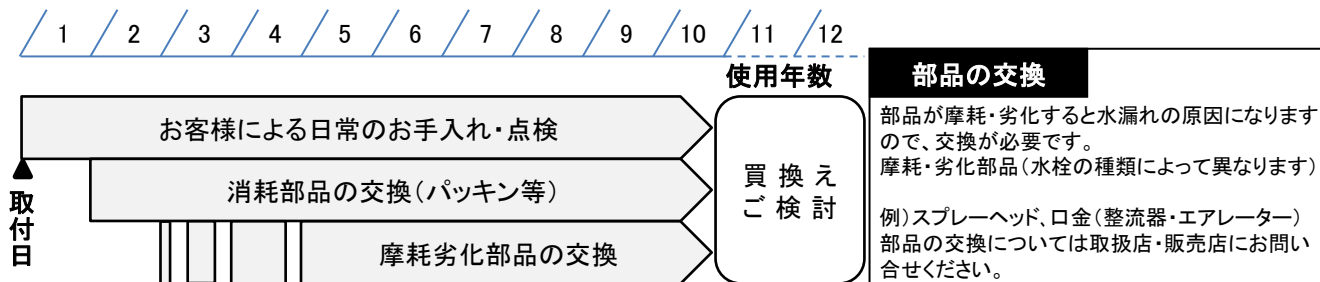 1 2 3 4 5 6 7 8 9 10 11 12
使用年数
お客様による日常のお手入れ・点検
取付日
消耗部品の交換(パッキン等)
摩耗劣化部品の交換
買換え
ご検討
部品の交換
部品が摩耗・劣化すると水漏れの原因になります
ので、交換が必要です。
摩耗・劣化部品(水栓の種類によって異なります)
例)スプレーヘッド、口金(整流器・エアレーター)
部品の交換については取扱店・販売店にお問い
合せください。